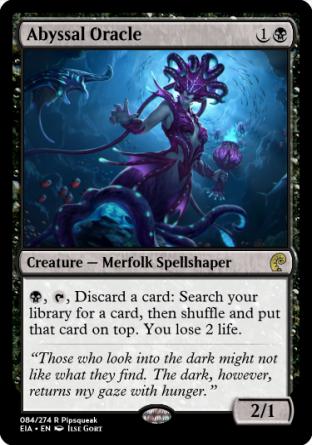 Abyssal Oracle 1
Creature — Merfolk Spellshaper
, , Discard a card: Search your
library for a card, then shuffle and put
that card on top. You lose 2 life.
“Those who look into the dark might not
like what they find. The dark, however,
returns my gaze with hunger.”
2/1
084/274 R Pipsqueak
EIA • EN Ilse Gort